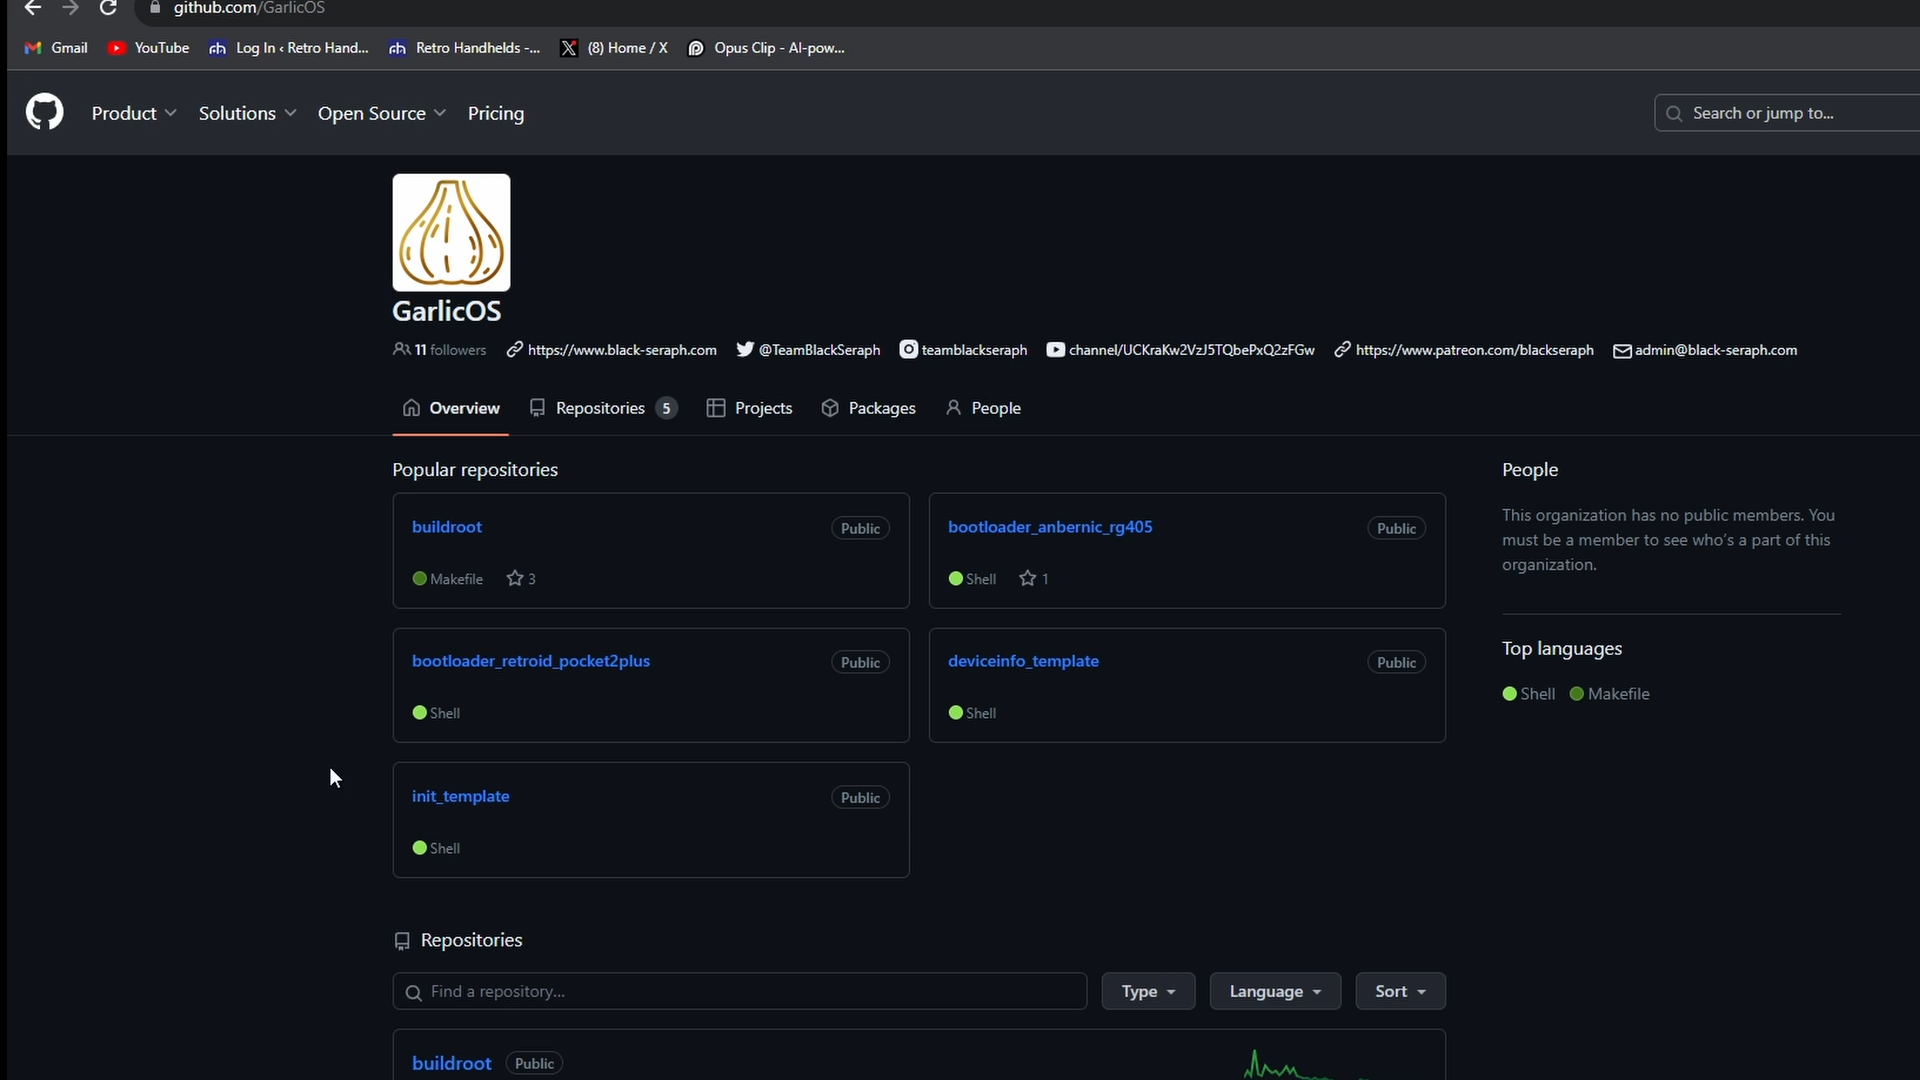 github.com/GarlicOS
Gmail YouTube Log In ‹ Retro Hand... Retro Handhelds -... (8) Home / X Opus Clip - AI-pow...
Product Solutions Open Source Pricing Search or jump to...
GarlicOS
11 followers https://www.black-seraph.com @TeamBlackSeraph teamblackseraph channel/UCKraKw2VzJ5TQbePxQ2zFGw https://www.patreon.com/blackseraph admin@black-seraph.com
Overview Repositories 5 Projects Packages People
Popular repositories
buildroot Public
Makefile 3
bootloader_anbernic_rg405 Public
Shell 1
bootloader_retroid_pocket2plus Public
Shell
deviceinfo_template Public
Shell
init_template Public
Shell
People
This organization has no public members. You
must be a member to see who's a part of this
organization.
Top languages
Shell Makefile
Repositories
Find a repository... Type Language Sort
buildroot Public